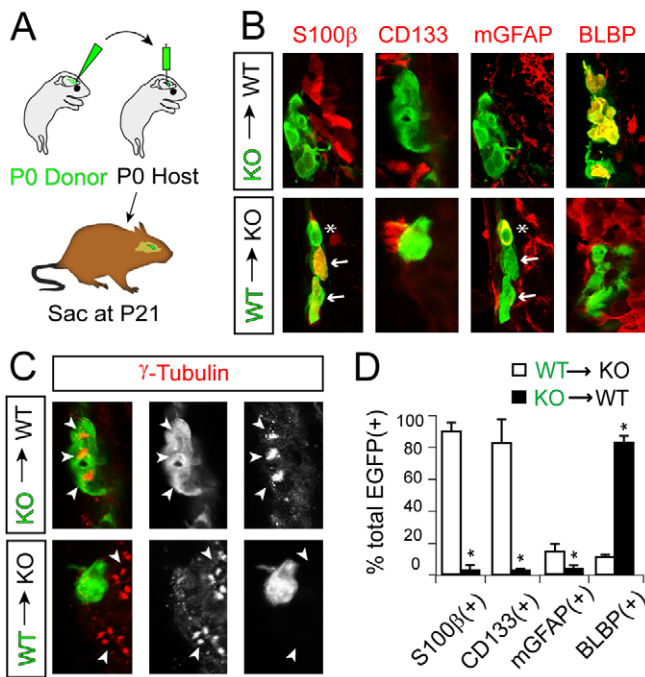 A
P0 Donor P0 Host
Sac at P21
B
S100β CD133 mGFAP BLBP
KO → WT
*
*
WT → KO
C
γ-Tubulin
KO → WT
WT → KO
D
WT → KO
KO → WT
% total EGFP(+)
100
80
60
40
20
0
* * * *
S100β(+) CD133(+) mGFAP(+) BLBP(+)